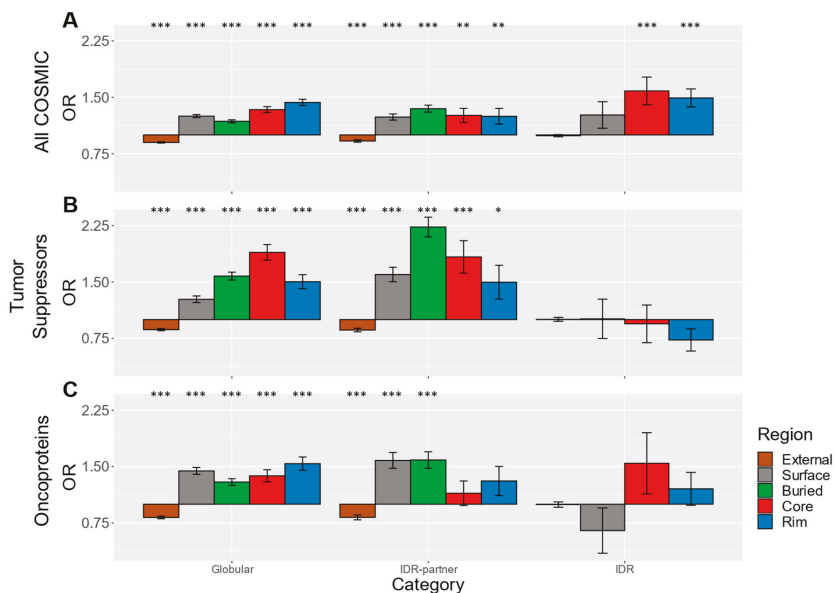 A
*** *** *** *** *** *** *** *** ** ** *** ***
All COSMIC
OR
2.25
1.50
0.75
B
*** *** *** *** *** *** *** *** *** *
Tumor
Suppressors
OR
2.25
1.50
0.75
C
*** *** *** *** *** *** *** ***
Oncoproteins
OR
2.25
1.50
0.75
Globular IDR-partner IDR
Category
Region
External
Surface
Buried
Core
Rim